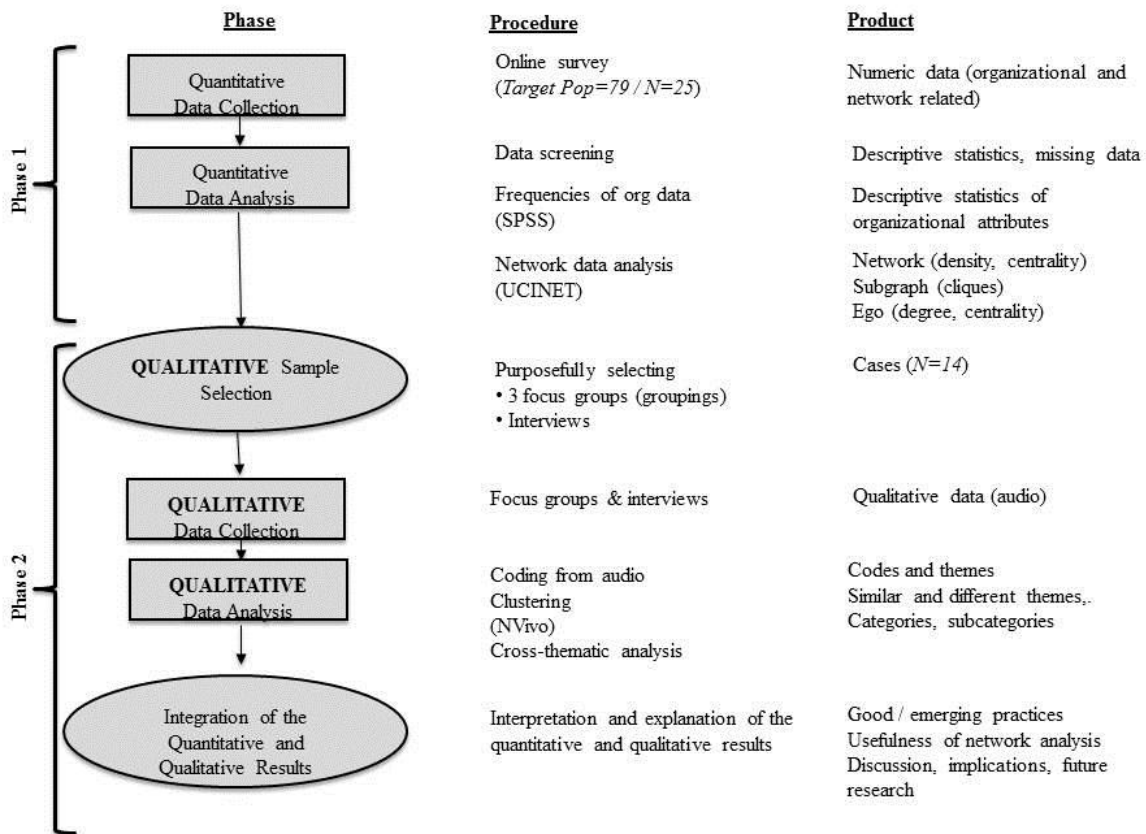 Phase
Procedure
Product
Phase 1
Quantitative
Data Collection
Online survey
(Target Pop=79 / N=25)
Numeric data (organizational and
network related)
Quantitative
Data Analysis
Data screening
Descriptive statistics, missing data
Frequencies of org data
(SPSS)
Descriptive statistics of
organizational attributes
Network data analysis
(UCINET)
Network (density, centrality)
Subgraph (cliques)
Ego (degree, centrality)
Phase 2
QUALITATIVE Sample
Selection
Purposefully selecting
• 3 focus groups (groupings)
• Interviews
Cases (N=14)
QUALITATIVE
Data Collection
Focus groups & interviews
Qualitative data (audio)
QUALITATIVE
Data Analysis
Coding from audio
Clustering
(NVivo)
Cross-thematic analysis
Codes and themes
Similar and different themes,.
Categories, subcategories
Integration of the
Quantitative and
Qualitative Results
Interpretation and explanation of the
quantitative and qualitative results
Good / emerging practices
Usefulness of network analysis
Discussion, implications, future
research